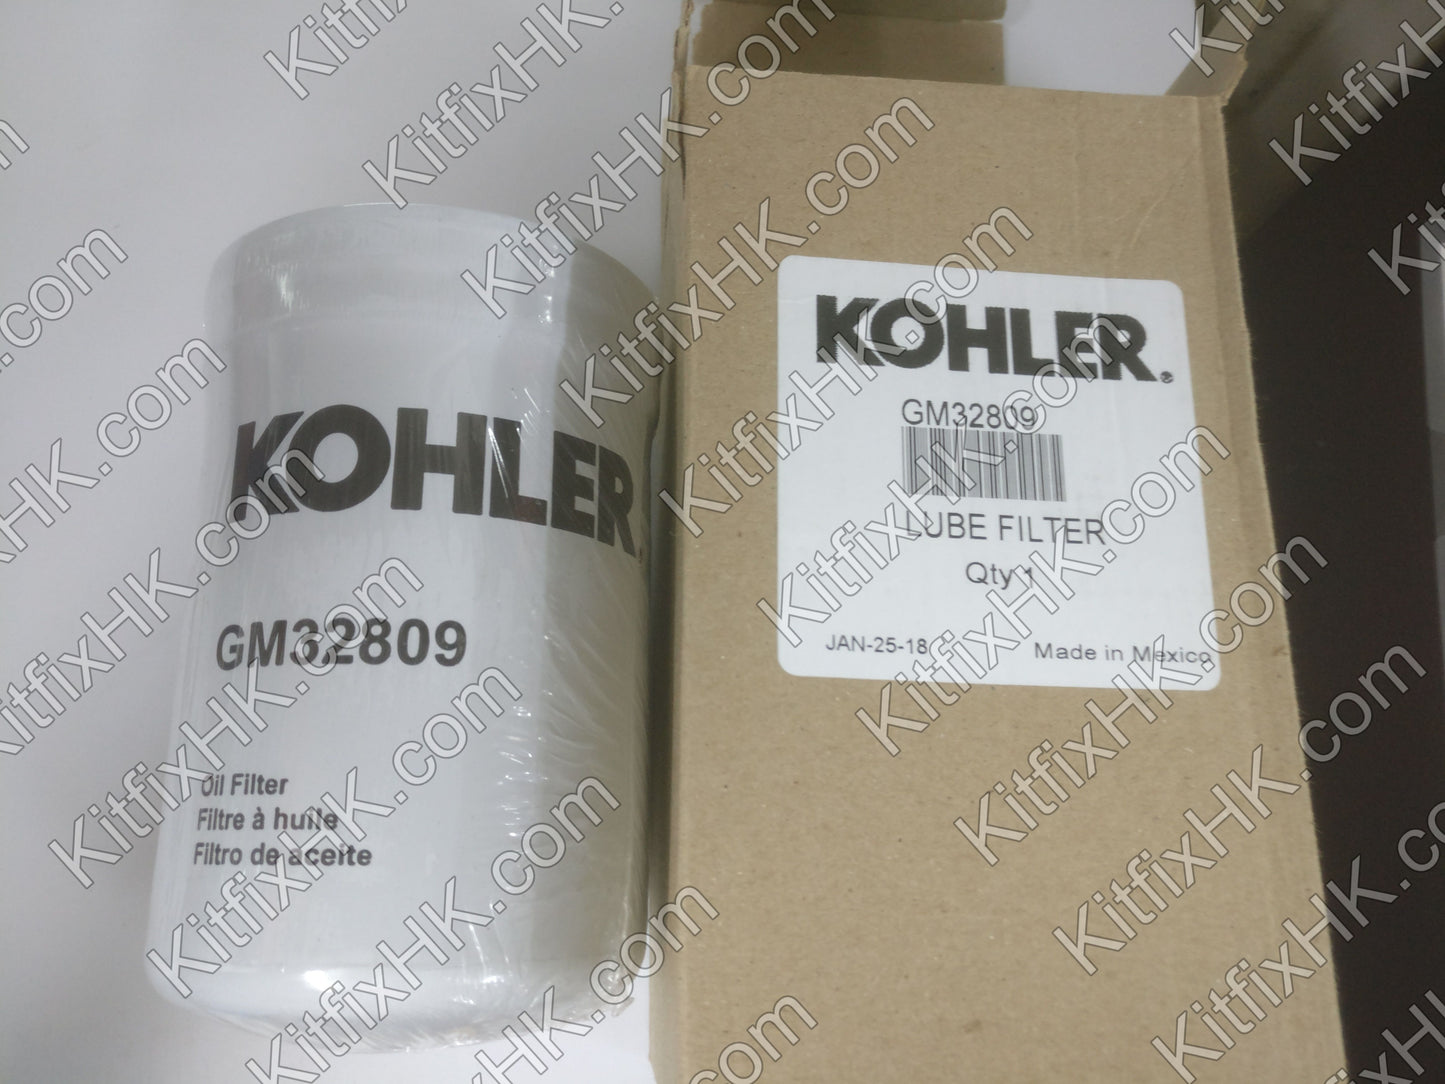 KOHLER.
GM32809
Oil Filter
Filtre à huile
Filtro de aceite
KOHLER®
GM32809
LUBE FILTER
Qty 1
JAN-25-18
Made in Mexico
KitfixHK.com